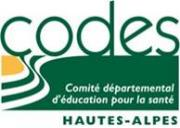 codes
Comité départemental
d'éducation pour la santé
HAUTES-ALPES